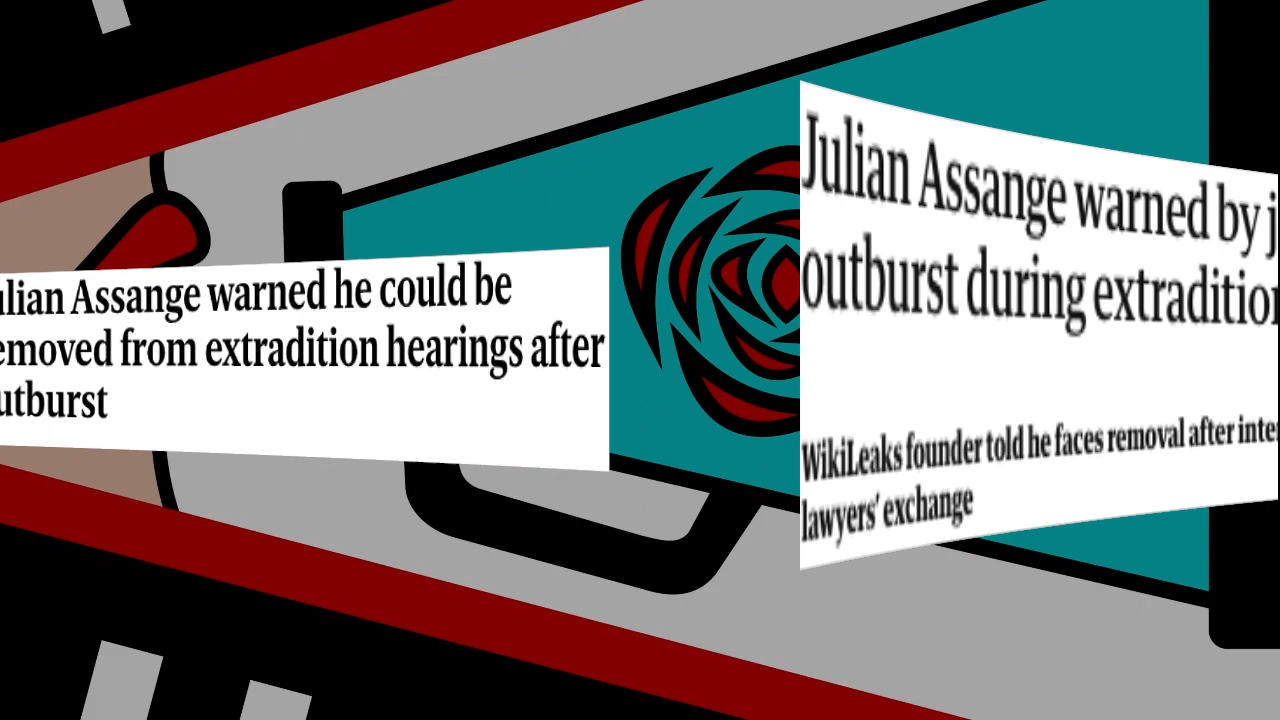 ulian Assange warned he could be
emoved from extradition hearings after
utburst
Julian Assange warned by j
outburst during extradition
WikiLeaks founder told he faces removal after inter
lawyers' exchange